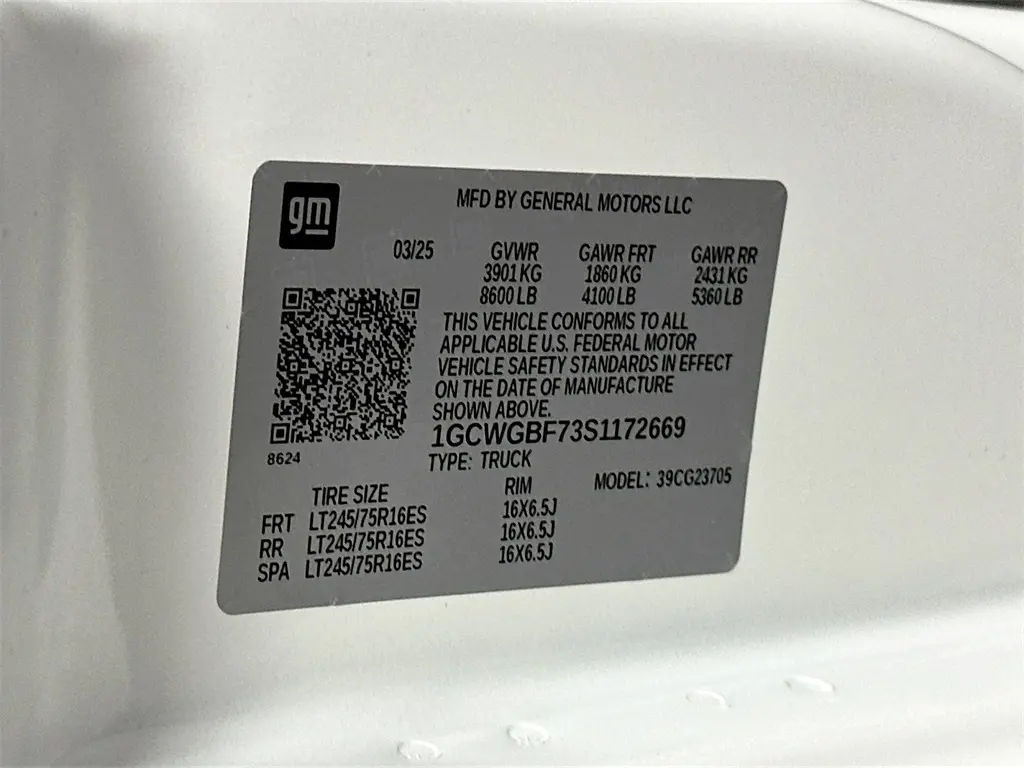 gm
MFD BY GENERAL MOTORS LLC
03/25 GVWR GAWR FRT GAWR RR
3901 KG 1860 KG 2431 KG
8600 LB 4100 LB 5360 LB
THIS VEHICLE CONFORMS TO ALL
APPLICABLE U.S. FEDERAL MOTOR
VEHICLE SAFETY STANDARDS IN EFFECT
ON THE DATE OF MANUFACTURE
SHOWN ABOVE.
1GCWGBF73S1172669
8624
TYPE: TRUCK MODEL: 39CG23705
TIRE SIZE RIM
FRT LT245/75R16ES 16X6.5J
RR LT245/75R16ES 16X6.5J
SPA LT245/75R16ES 16X6.5J